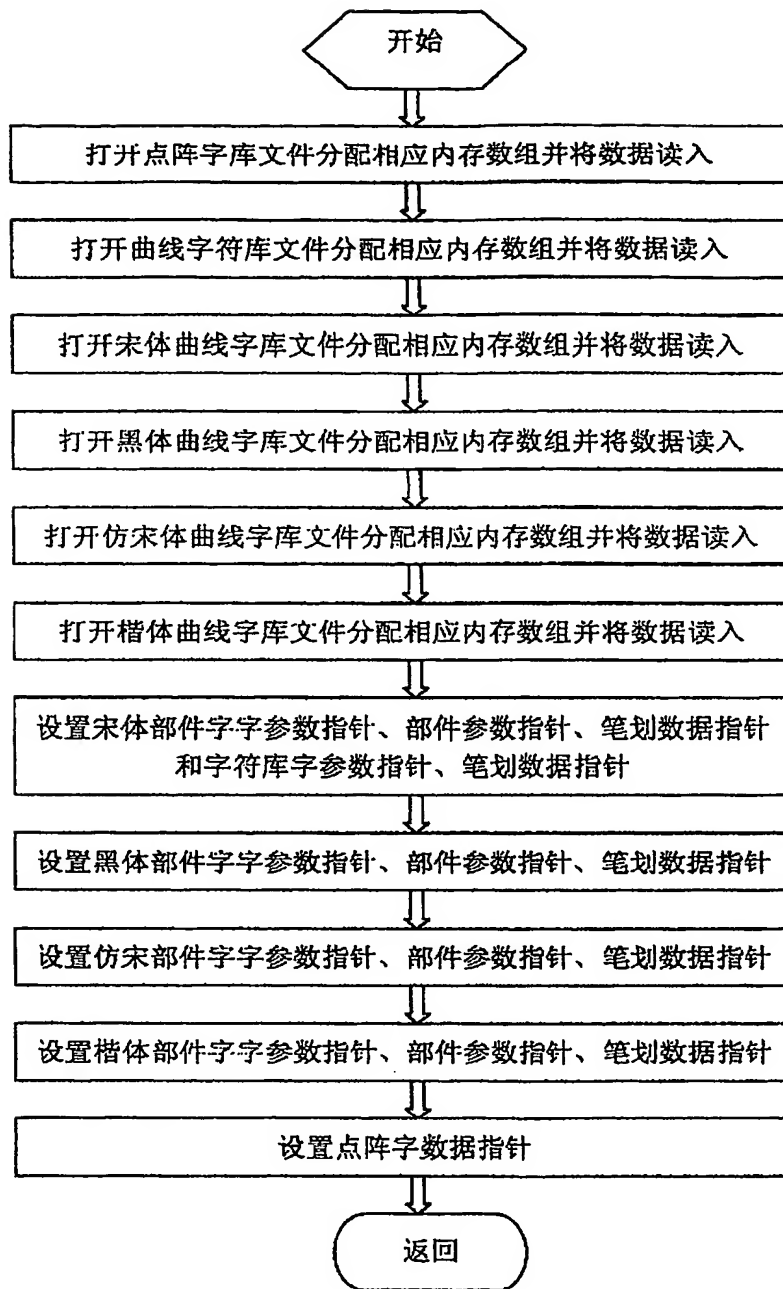 开始
打开点阵字库文件分配相应内存数组并将数据读入
打开曲线字符库文件分配相应内存数组并将数据读入
打开宋体曲线字库文件分配相应内存数组并将数据读入
打开黑体曲线字库文件分配相应内存数组并将数据读入
打开仿宋体曲线字库文件分配相应内存数组并将数据读入
打开楷体曲线字库文件分配相应内存数组并将数据读入
设置宋体部件字字参数指针、部件参数指针、笔划数据指针
和字符库字参数指针、笔划数据指针
设置黑体部件字字参数指针、部件参数指针、笔划数据指针
设置仿宋部件字字参数指针、部件参数指针、笔划数据指针
设置楷体部件字字参数指针、部件参数指针、笔划数据指针
设置点阵字数据指针
返回